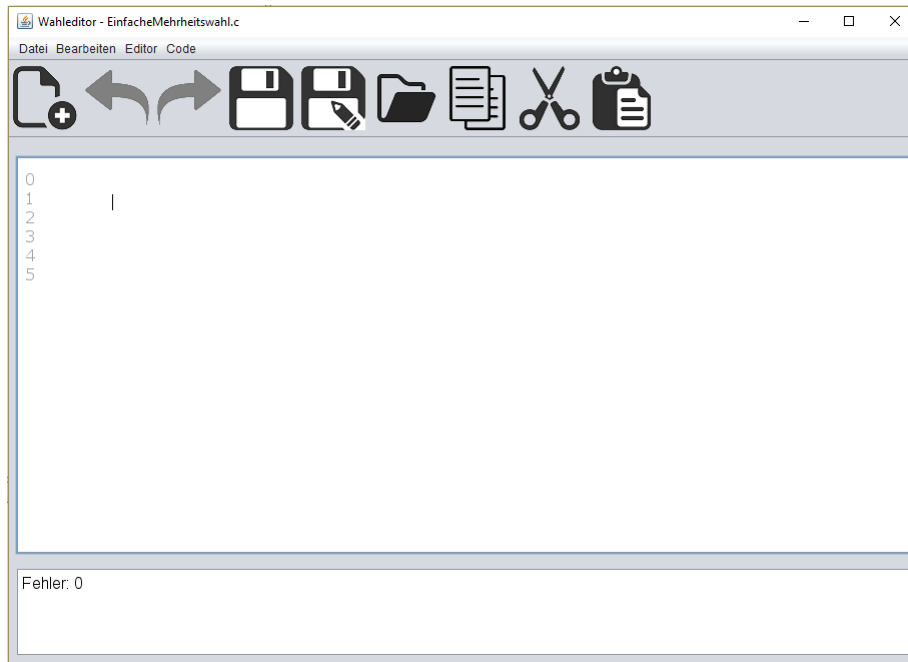 Wahleditor - EinfacheMehrheitswahl.c
Datei Bearbeiten Editor Code
0
1
2
3
4
5
Fehler: 0